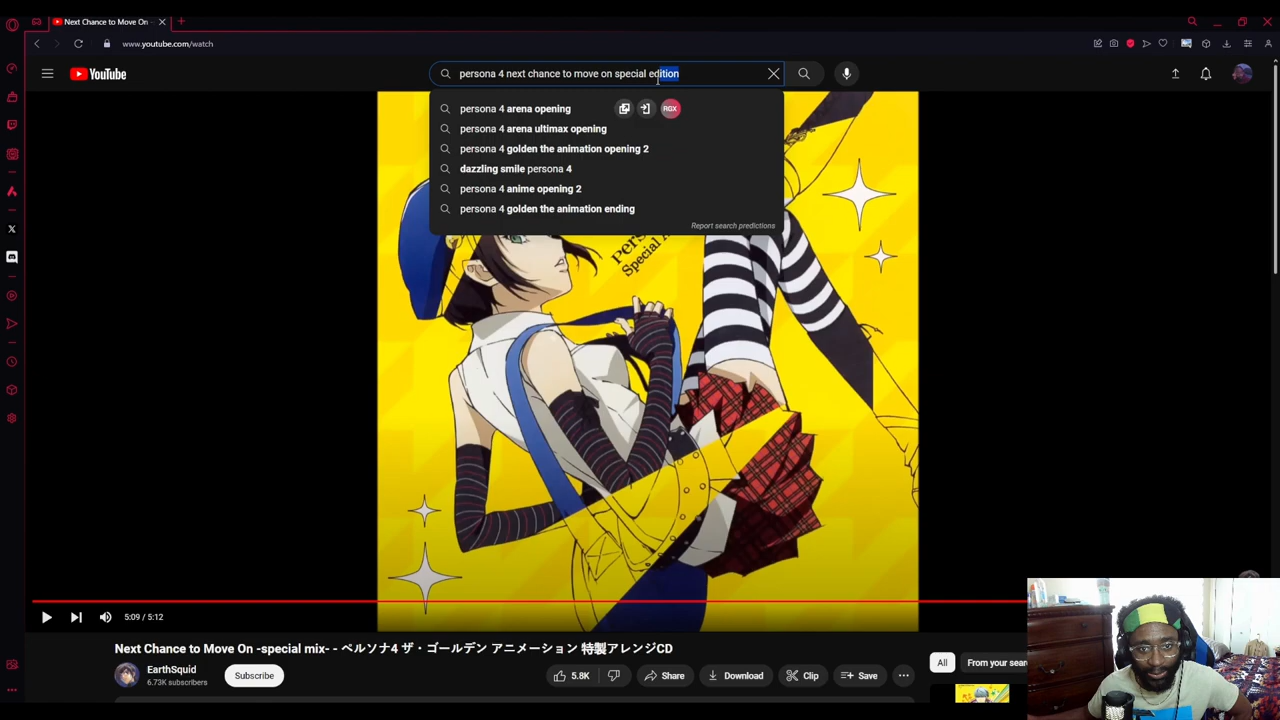 Next Chance to Move On
www.youtube.com/watch
YouTube
persona 4 next chance to move on special edition
persona 4 arena opening
RGX
persona 4 arena ultimax opening
persona 4 golden the animation opening 2
dazzling smile persona 4
persona 4 anime opening 2
persona 4 golden the animation ending
Report search predictions
5:09 / 5:12
Next Chance to Move On -special mix- - ペルソナ4 ザ・ゴールデン アニメーション 特製アレンジCD
EarthSquid
6.73K subscribers
Subscribe
5.8K
Share
Download
Clip
Save
All
From your sear